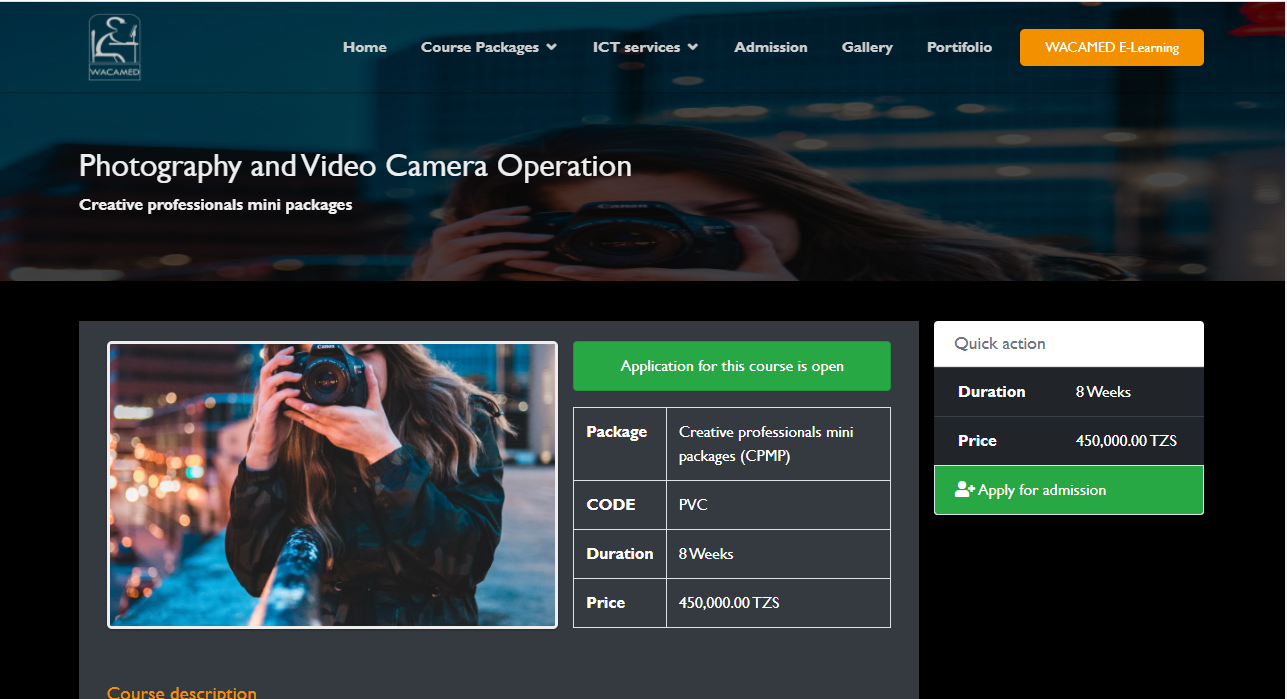 WACAMED
Home Course Packages ICT services Admission Gallery Portifolio WACAMED E-Learning
Photography and Video Camera Operation
Creative professionals mini packages
Canon
Canon
Application for this course is open
Package Creative professionals mini
packages (CPMP)
CODE PVC
Duration 8 Weeks
Price 450,000.00 TZS
Quick action
Duration 8 Weeks
Price 450,000.00 TZS
Apply for admission
Course description